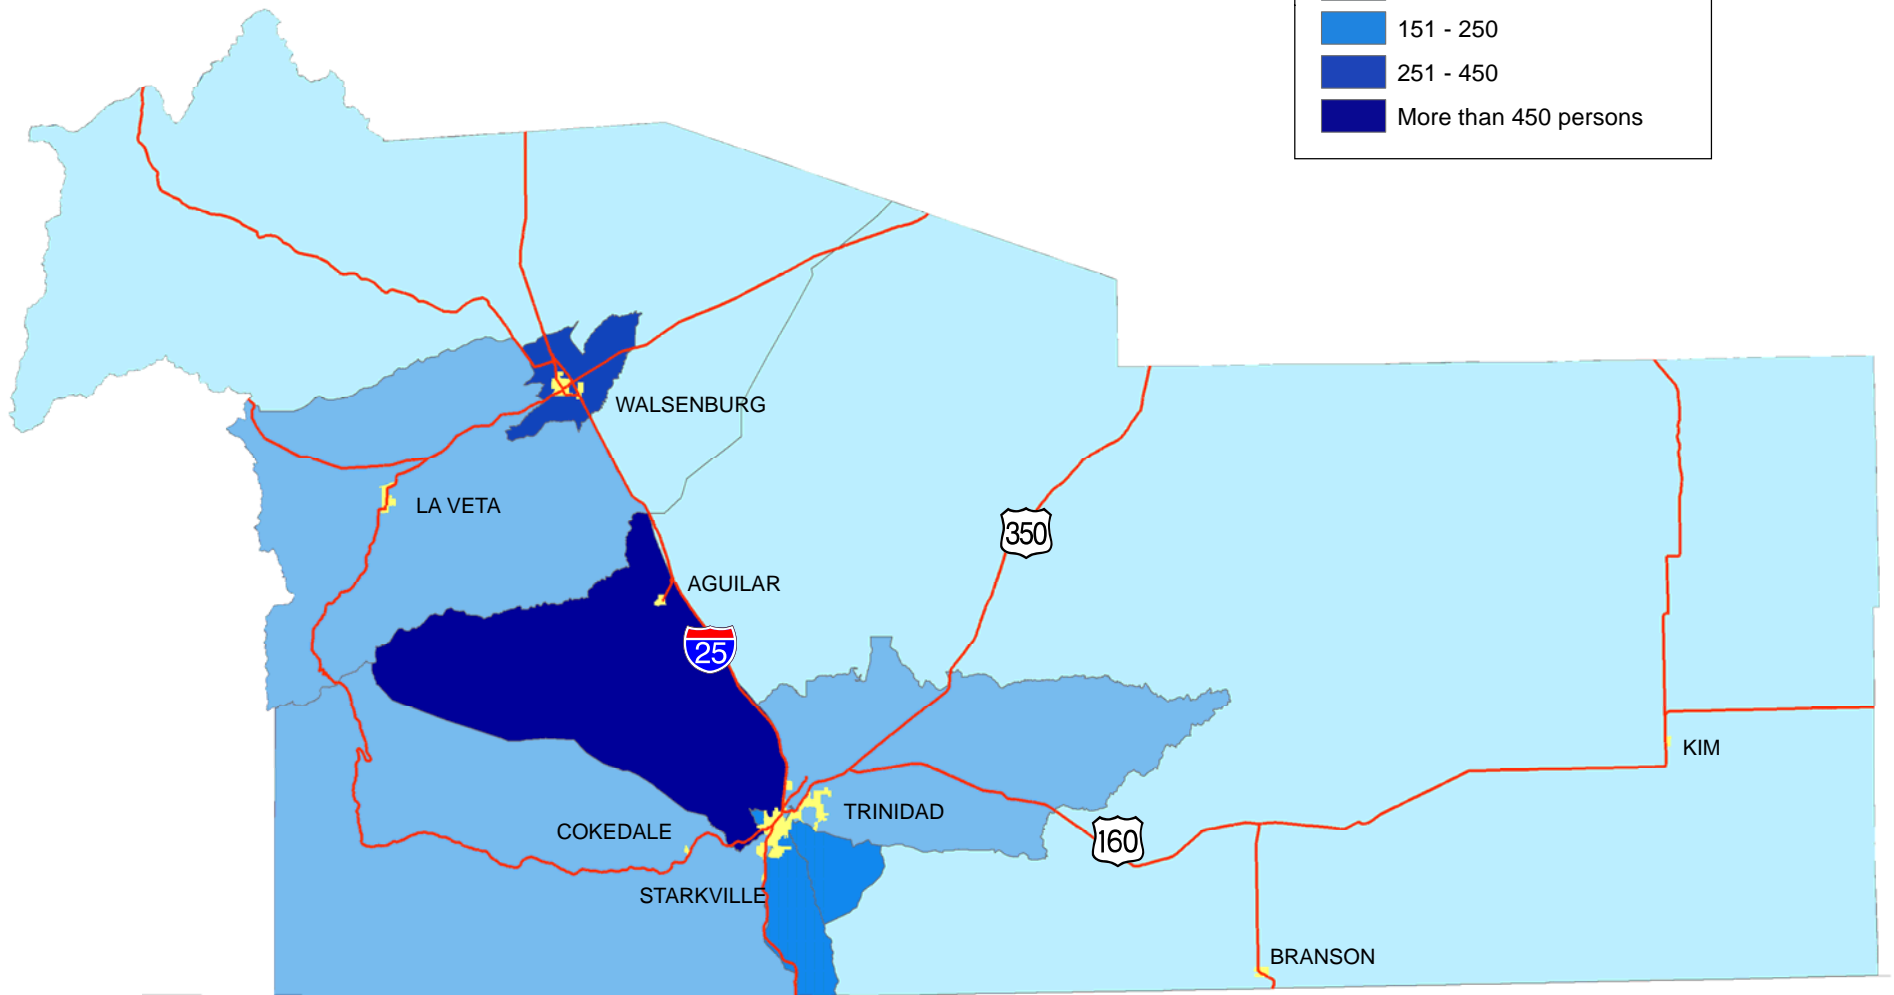 151 - 250
251 - 450
More than 450 persons
WALSENBURG
LA VETA
350
AGUILAR
25
KIM
TRINIDAD
COKEDALE
160
STARKVILLE
BRANSON